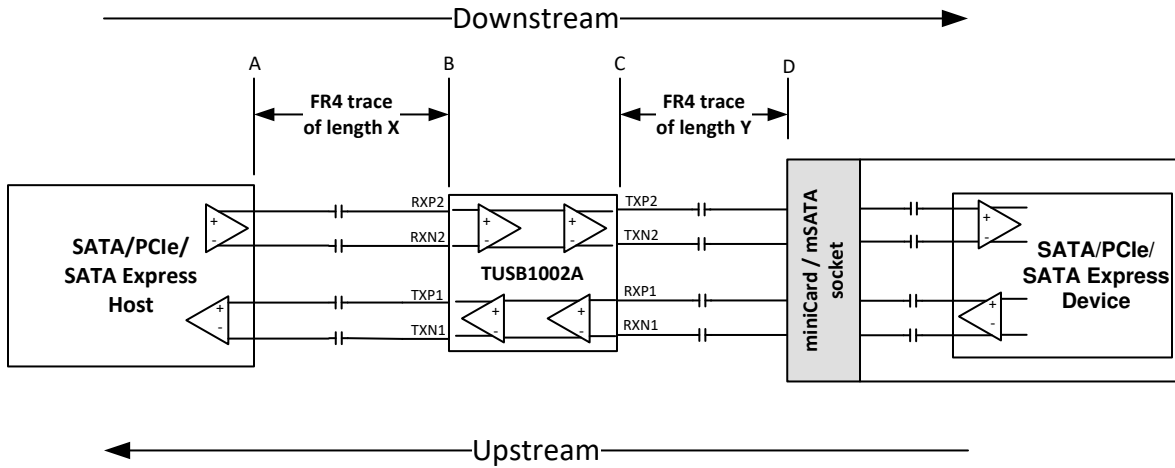 Downstream
A
B
C
D
FR4 trace
of length X
FR4 trace
of length Y
SATA/PCIe/
SATA Express
Host
+
-
+
-
RXP2
RXN2
TXP1
TXN1
+
-
+
-
TUSB1002A
+
-
+
-
TXP2
TXN2
RXP1
RXN1
miniCard / mSATA
socket
+
-
+
-
SATA/PCIe/
SATA Express
Device
Upstream